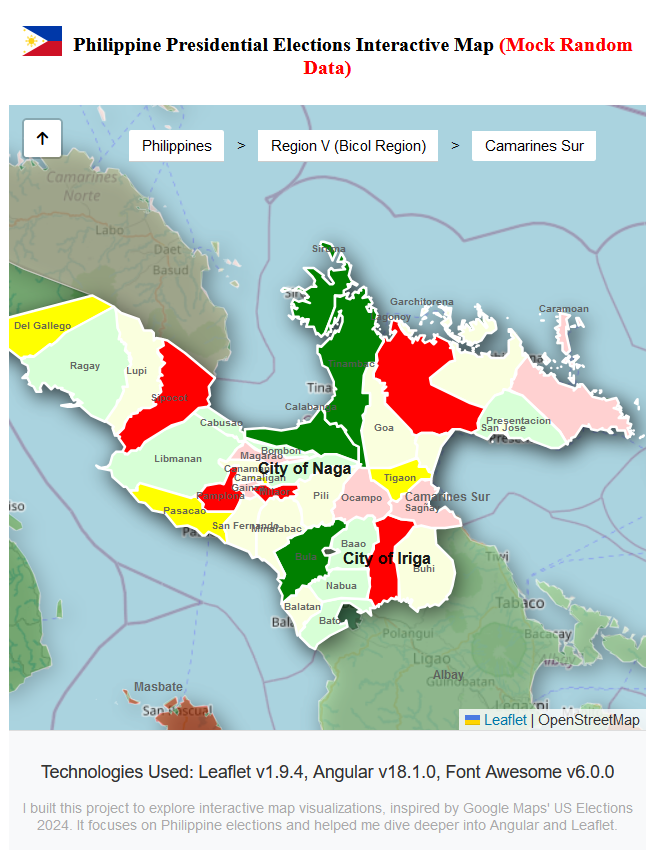 Philippine Presidential Elections Interactive Map (Mock Random
Data)
Philippines > Region V (Bicol Region) > Camarines Sur
Camarines
Norte
Labo
Daet
Basud
Siruma
Garchitorena
Caramoan
Del Gallego
Tinambac
Ragay
Lupi
Sipocot
Tina
Calabanga
Cabusao
Goa
Presentacion
San Jose
Libmanan
Bombon
Magarao
City of Naga
Camaligan
Tigaon
Pamplona
Pili
Ocampo
Camarines Sur
Sagñay
Pasacao
San Fernando
Minalabac
Baao
Bula
City of Iriga
Buhi
Tiwi
Nabua
Balatan
Bato
Tabaco
Polangui
Bacacay
Ligao
Albay
Albay
Guinobatan
Masbate
San Pascual
Legazpi
Leaflet | OpenStreetMap
Technologies Used: Leaflet v1.9.4, Angular v18.1.0, Font Awesome v6.0.0
I built this project to explore interactive map visualizations, inspired by Google Maps' US Elections
2024. It focuses on Philippine elections and helped me dive deeper into Angular and Leaflet.